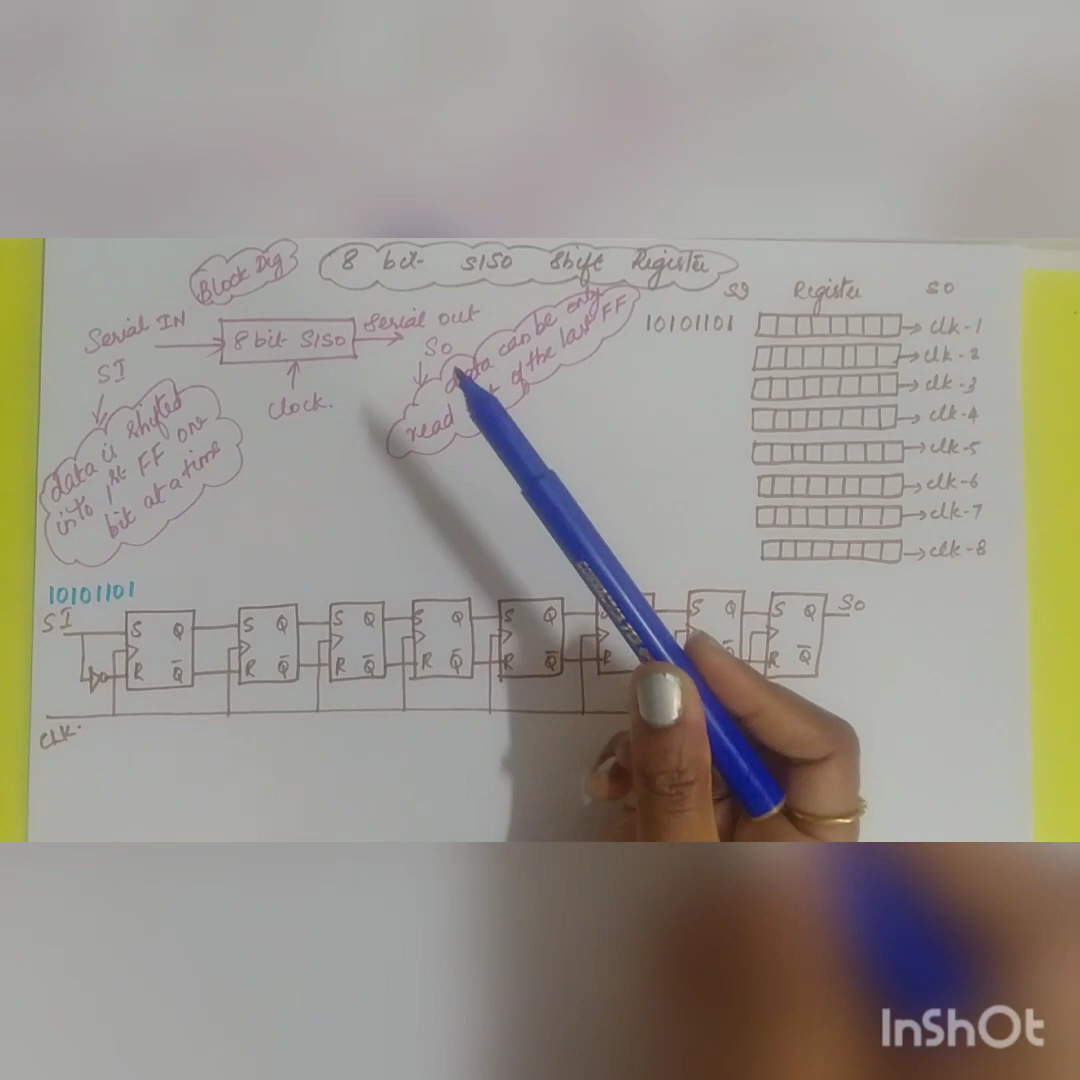 Block Dig
8 bit SISO Shift Register
Serial IN
SI
8 bit SISO
Serial out
SO
clock.
data is shifted
into 1st FF one
bit at a time
data can be only
read of the last FF
SI Register SO
10101101
clk-1
clk-2
clk-3
clk-4
clk-5
clk-6
clk-7
clk-8
10101101
SI
S Q S Q S Q S Q S Q S Q S Q SO
R Q̅ R Q̅ R Q̅ R Q̅ R Q̅ R R Q̅
CLK.
InShOt